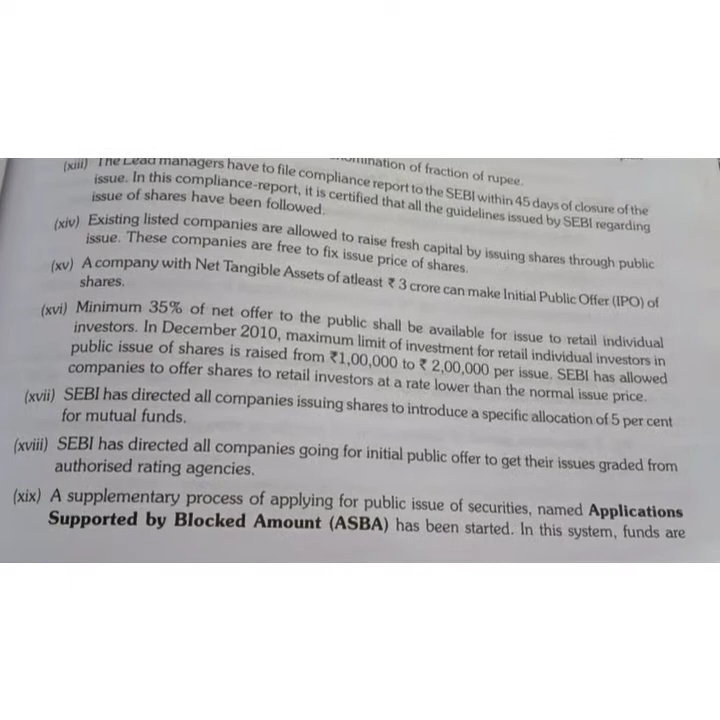 omination of fraction of rupee.
(xiii) The Lead managers have to file compliance report to the SEBI within 45 days of closure of the
issue. In this compliance-report, it is certified that all the guidelines issued by SEBI regarding
issue of shares have been followed.
(xiv) Existing listed companies are allowed to raise fresh capital by issuing shares through public
issue. These companies are free to fix issue price of shares.
(xv) A company with Net Tangible Assets of atleast ₹ 3 crore can make Initial Public Offer (IPO) of
shares.
(xvi) Minimum 35% of net offer to the public shall be available for issue to retail individual
investors. In December 2010, maximum limit of investment for retail individual investors in
public issue of shares is raised from ₹1,00,000 to ₹ 2,00,000 per issue. SEBI has allowed
companies to offer shares to retail investors at a rate lower than the normal issue price.
(xvii) SEBI has directed all companies issuing shares to introduce a specific allocation of 5 per cent
for mutual funds.
(xviii) SEBI has directed all companies going for initial public offer to get their issues graded from
authorised rating agencies.
(xix) A supplementary process of applying for public issue of securities, named Applications
Supported by Blocked Amount (ASBA) has been started. In this system, funds are